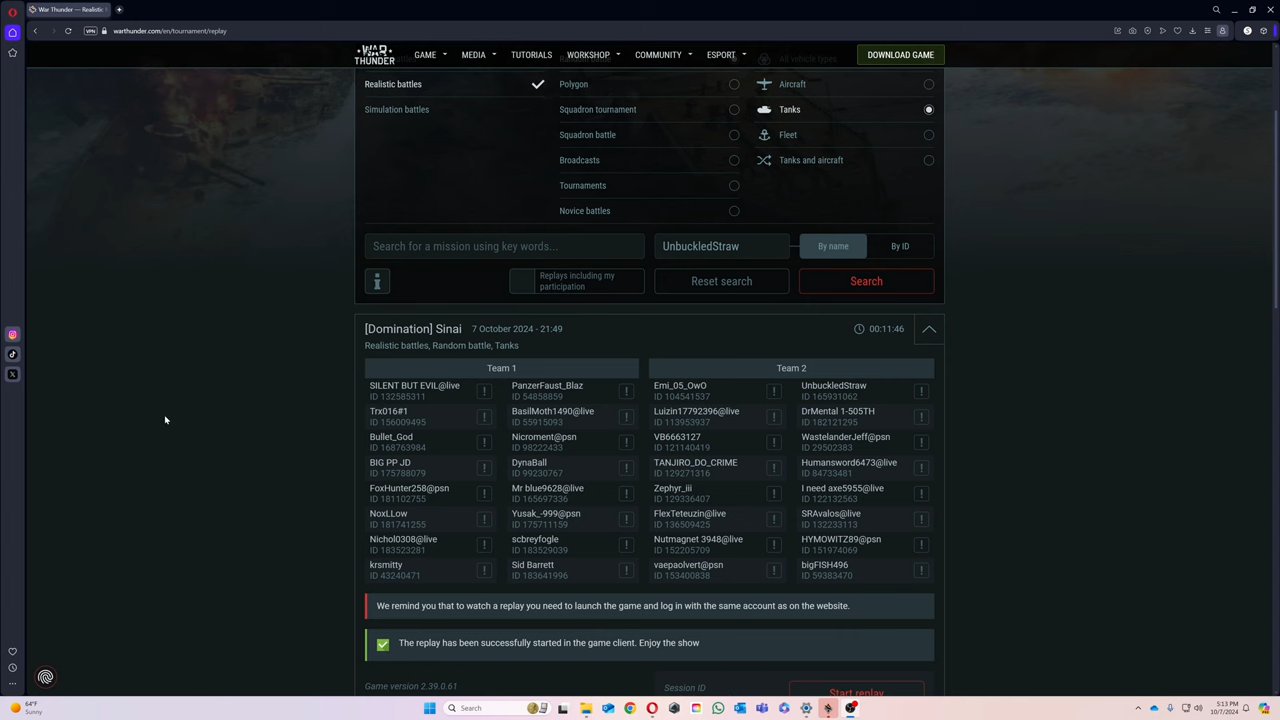 War Thunder — Realistic
VPN
warthunder.com/en/tournament/replay
WAR THUNDER
GAME
MEDIA
TUTORIALS
WORKSHOP
COMMUNITY
ESPORT
DOWNLOAD GAME
All vehicle types
Realistic battles
Polygon
Aircraft
Simulation battles
Squadron tournament
Tanks
Squadron battle
Fleet
Broadcasts
Tanks and aircraft
Tournaments
Novice battles
Search for a mission using key words...
UnbuckledStraw
By name
By ID
Replays including my participation
Reset search
Search
[Domination] Sinai
7 October 2024 - 21:49
00:11:46
Realistic battles, Random battle, Tanks
Team 1
Team 2
SILENT BUT EVIL@live
ID 132585311
PanzerFaust_Blaz
ID 54858859
Emi_05_OwO
ID 104541537
UnbuckledStraw
ID 165931062
Trx016#1
ID 156009495
BasilMoth1490@live
ID 55915093
Luizin17792396@live
ID 113953937
DrMental 1-505TH
ID 182121295
Bullet_God
ID 168763984
Nicroment@psn
ID 98222433
VB6663127
ID 121140419
WastelanderJeff@psn
ID 29502383
BIG PP JD
ID 175788079
DynaBall
ID 99230767
TANJIRO_DO_CRIME
ID 129271316
Humansword6473@live
ID 84733481
FoxHunter258@psn
ID 181102755
Mr blue9628@live
ID 165697336
Zephyr_iii
ID 129336407
I need axe5955@live
ID 122132563
NoxLLow
ID 181741255
Yusak_-999@psn
ID 175711159
FlexTeteuzin@live
ID 136509425
SRAvalos@live
ID 132233113
Nichol0308@live
ID 183523281
scbreyfogle
ID 183529039
Nutmagnet 3948@live
ID 152205709
HYMOWITZ89@psn
ID 151974069
krsmitty
ID 43240471
Sid Barrett
ID 183641996
vaepaolvert@psn
ID 153400838
bigFISH496
ID 59383470
We remind you that to watch a replay you need to launch the game and log in with the same account as on the website.
The replay has been successfully started in the game client. Enjoy the show
Game version 2.39.0.61
Session ID
Start replay
64°F
Sunny
Search
5:13 PM
10/7/2024